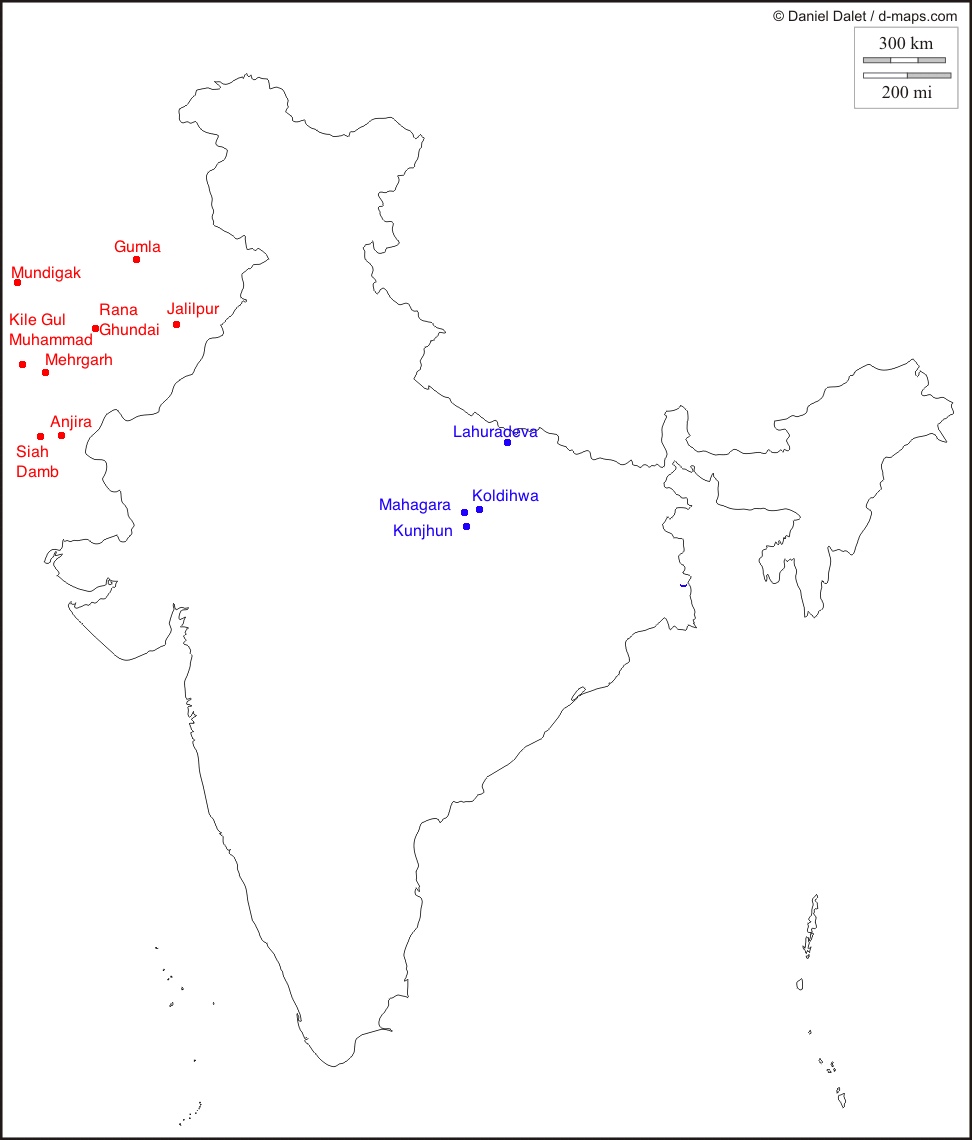 © Daniel Dalet / d-maps.com
300 km
200 mi
Gumla
Mundigak
Rana
Ghundai
Jalilpur
Kile Gul
Muhammad
Mehrgarh
Anjira
Siah
Damb
Lahuradeva
Mahagara
Koldihwa
Kunjhun